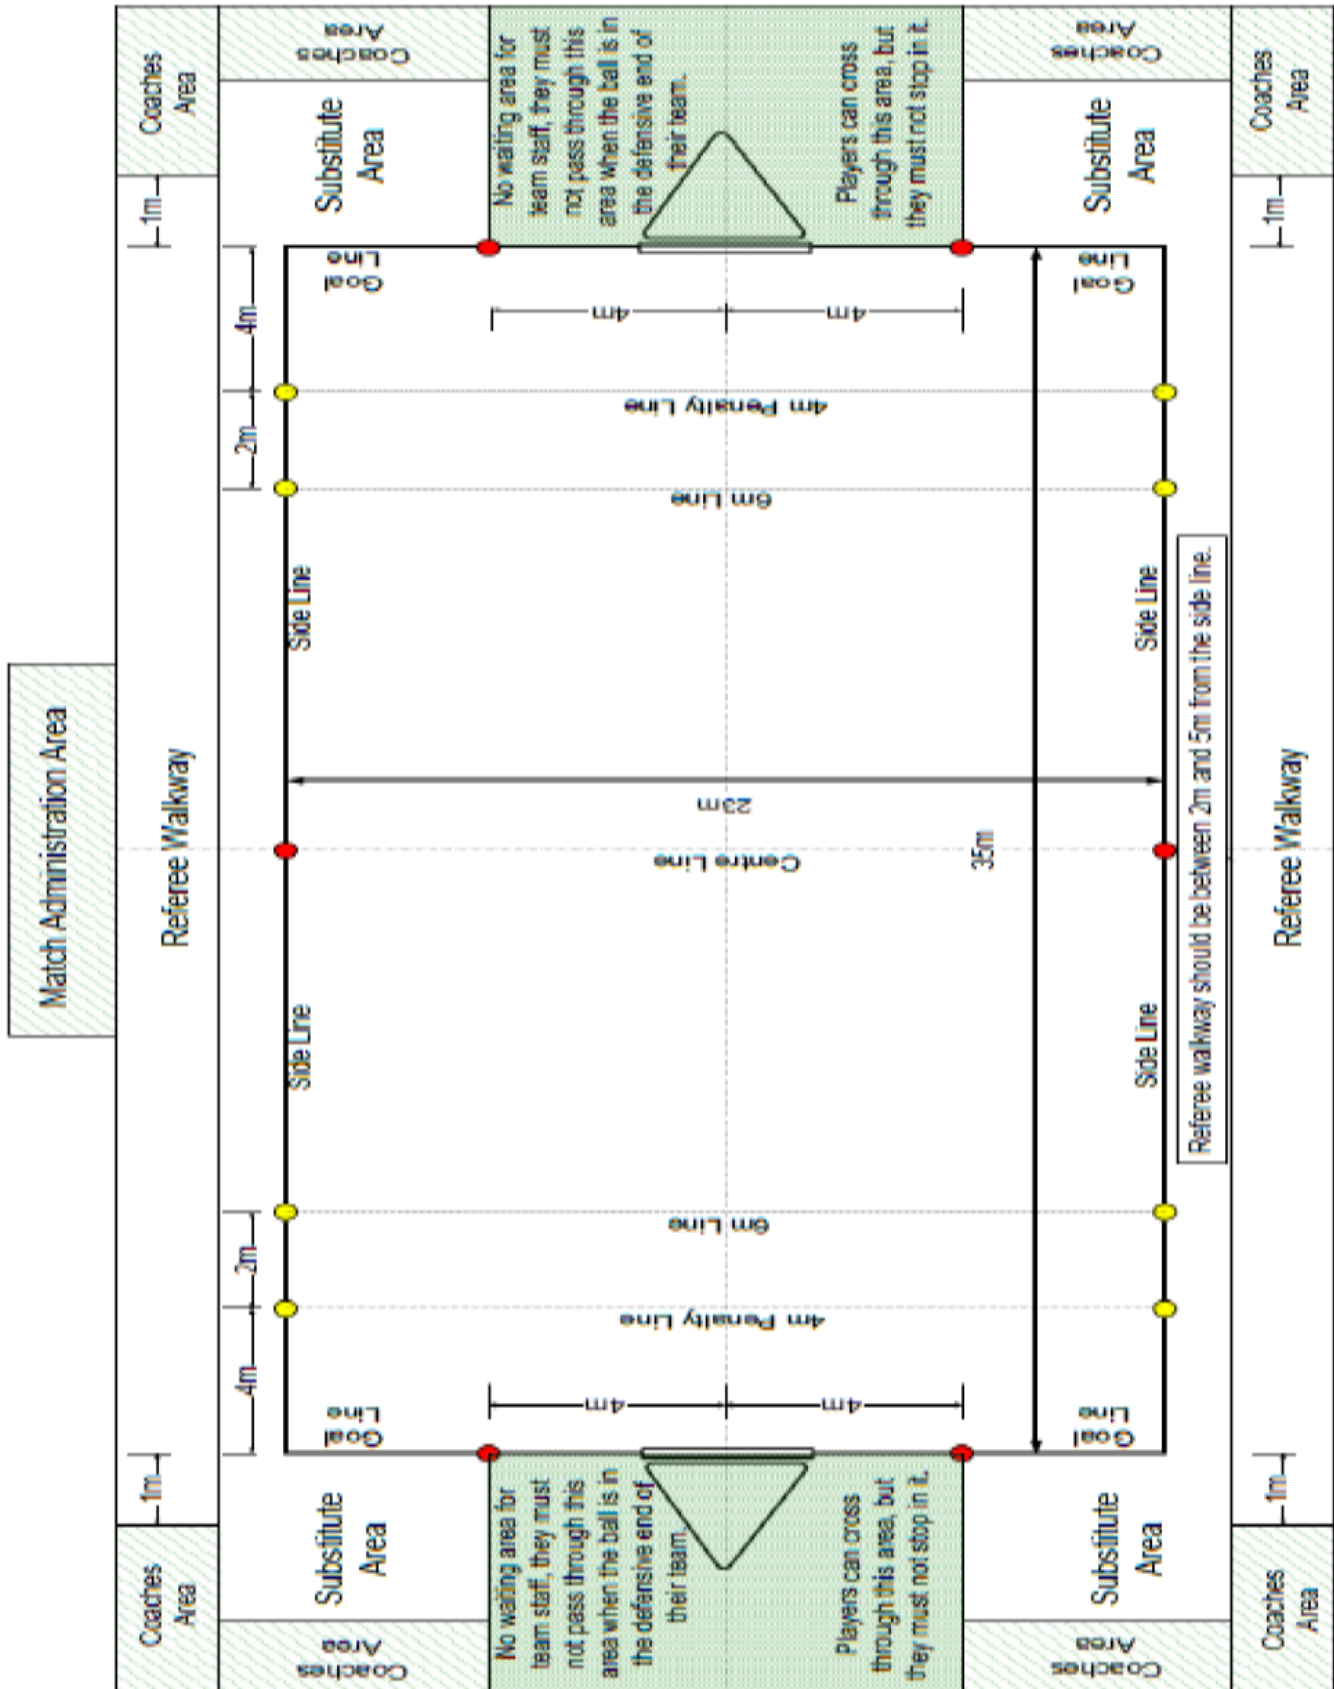 Match Administration Area
Coaches
Area
1m
Referee Walkway
1m
Coaches
Area
4m
2m
2m
4m
Coaches
Area
Substitute
Area
Goal
Line
Side Line
Side Line
Goal
Line
Substitute
Area
Coaches
Area
No waiting area for
team staff, they must
not pass through this
area when the ball is in
the defensive end of
their team.
4m
4m
4m Penalty Line
6m Line
Centre Line
23m
6m Line
4m Penalty Line
4m
4m
No waiting area for
team staff, they must
not pass through this
area when the ball is in
the defensive end of
their team.
Players can cross
through this area, but
they must not stop in it.
35m
Players can cross
through this area, but
they must not stop in it.
Coaches
Area
Substitute
Area
Goal
Line
Side Line
Side Line
Goal
Line
Substitute
Area
Coaches
Area
Referee walkway should be between 2m and 5m from the side line.
Coaches
Area
1m
Referee Walkway
1m
Coaches
Area